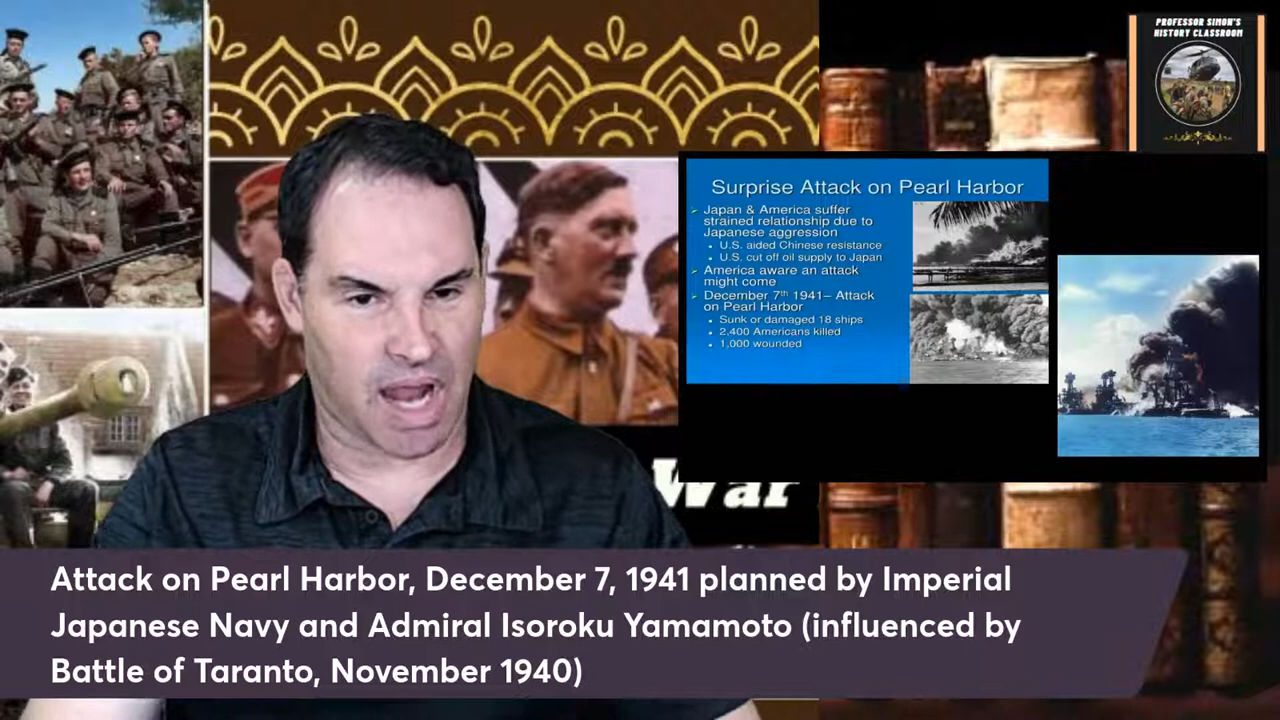 PROFESSOR SIMON'S
HISTORY CLASSROOM
Surprise Attack on Pearl Harbor
Japan & America suffer
strained relationship due to
Japanese aggression
U.S. aided Chinese resistance
U.S. cut off oil supply to Japan
America aware an attack
might come
December 7th 1941– Attack
on Pearl Harbor
Sunk or damaged 18 ships
2,400 Americans killed
1,000 wounded
War
Attack on Pearl Harbor, December 7, 1941 planned by Imperial
Japanese Navy and Admiral Isoroku Yamamoto (influenced by
Battle of Taranto, November 1940)